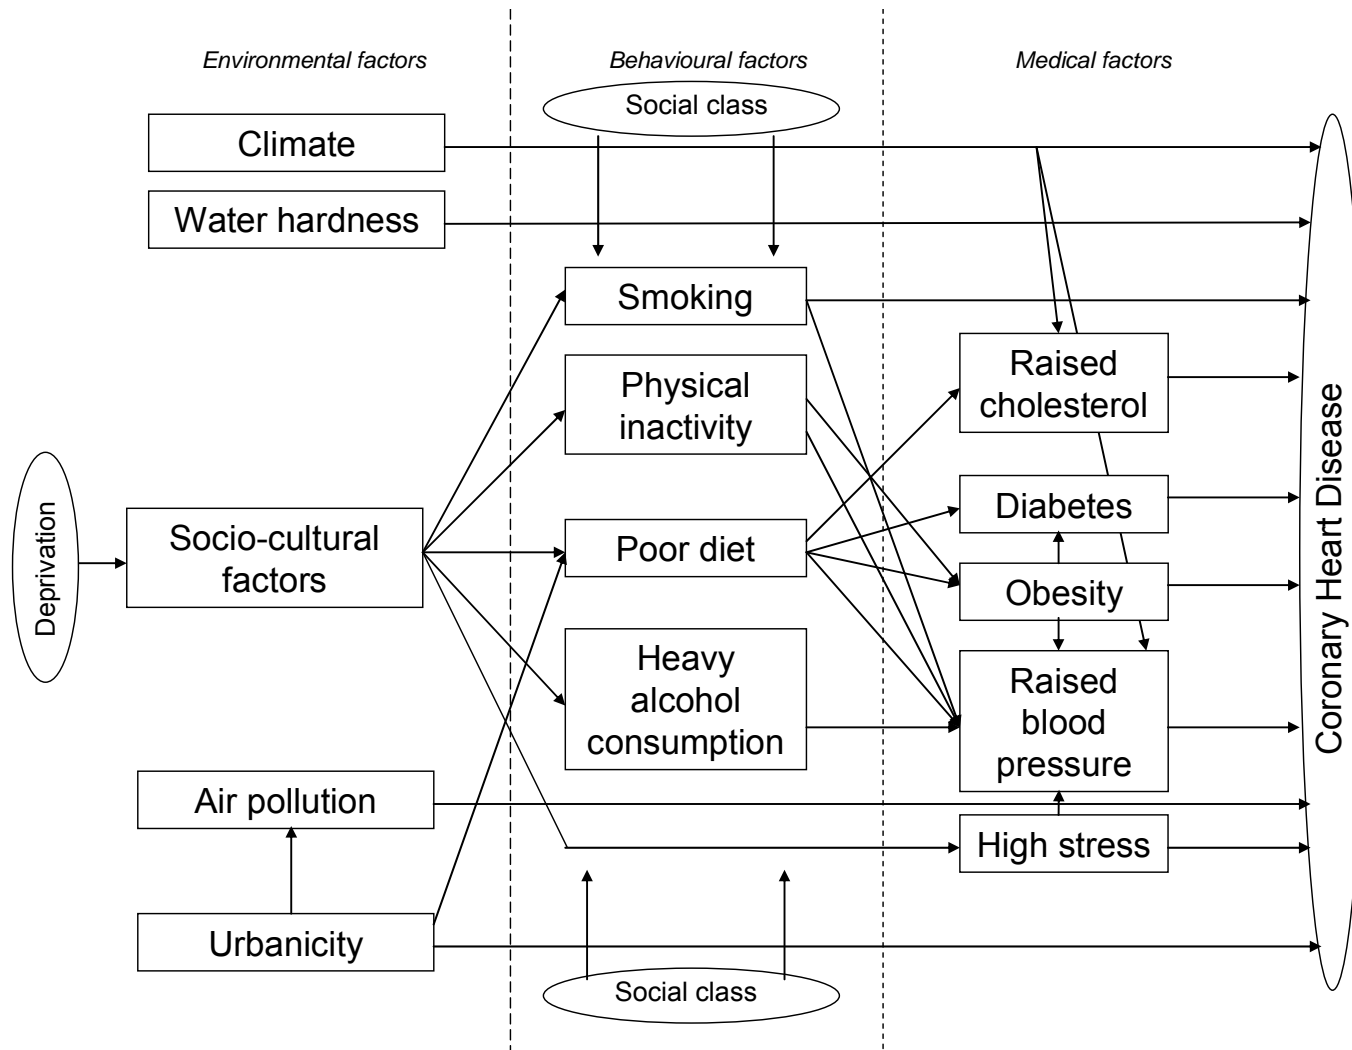 Environmental factors
Behavioural factors
Medical factors
Social class
Climate
Water hardness
Smoking
Physical
inactivity
Raised
cholesterol
Deprivation
Socio-cultural
factors
Poor diet
Diabetes
Obesity
Heavy
alcohol
consumption
Raised
blood
pressure
Air pollution
High stress
Urbanicity
Social class
Coronary Heart Disease